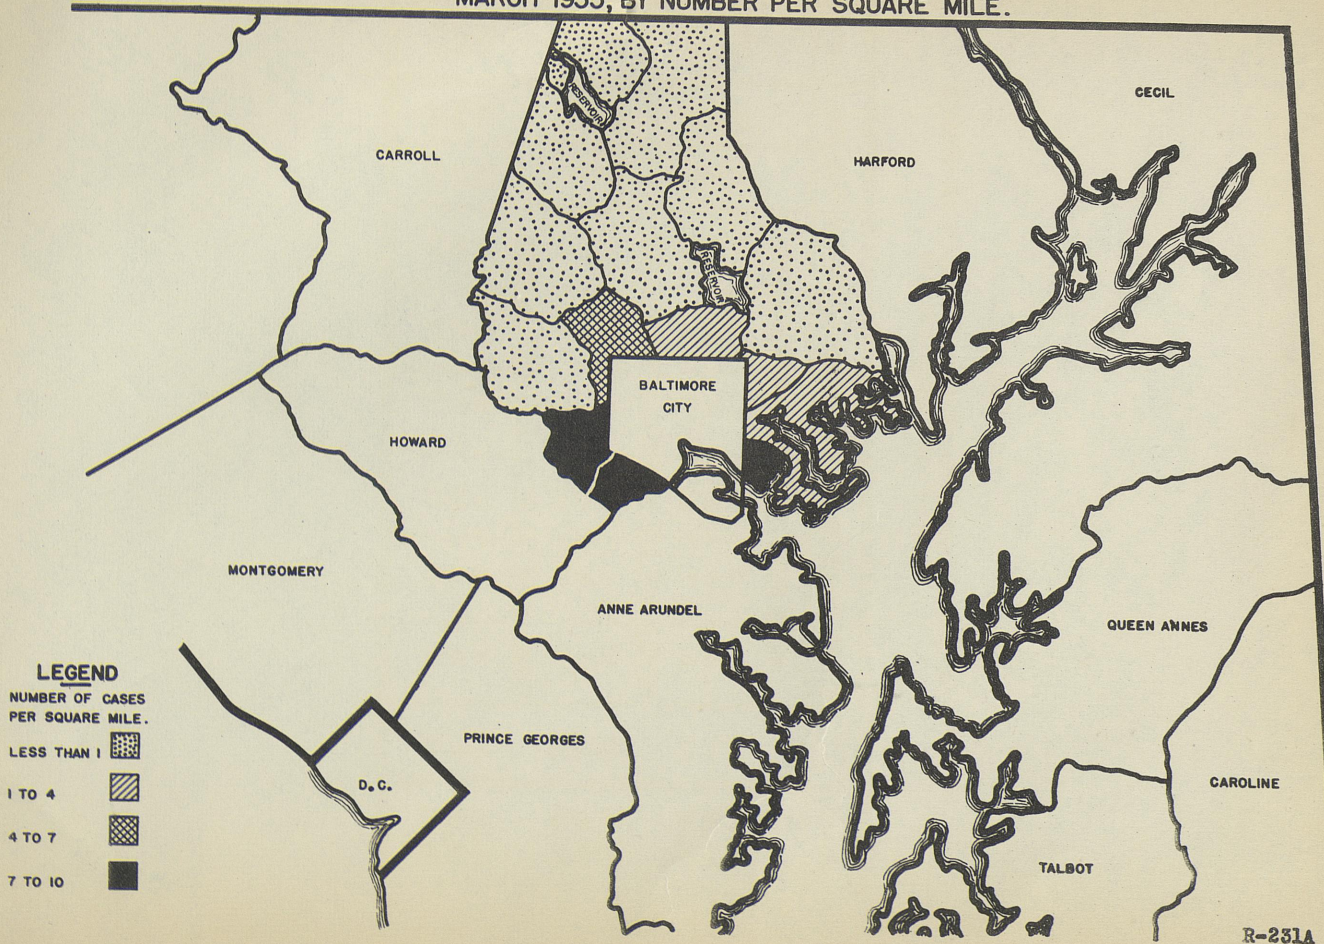 MARCH 1935, BY NUMBER PER SQUARE MILE.
CECIL
CARROLL
HARFORD
RESERVOIR
RESERVOIR
BALTIMORE
CITY
HOWARD
MONTGOMERY
ANNE ARUNDEL
QUEEN ANNES
PRINCE GEORGES
D.C.
CAROLINE
TALBOT
LEGEND
NUMBER OF CASES
PER SQUARE MILE.
LESS THAN 1
1 TO 4
4 TO 7
7 TO 10
R-231A